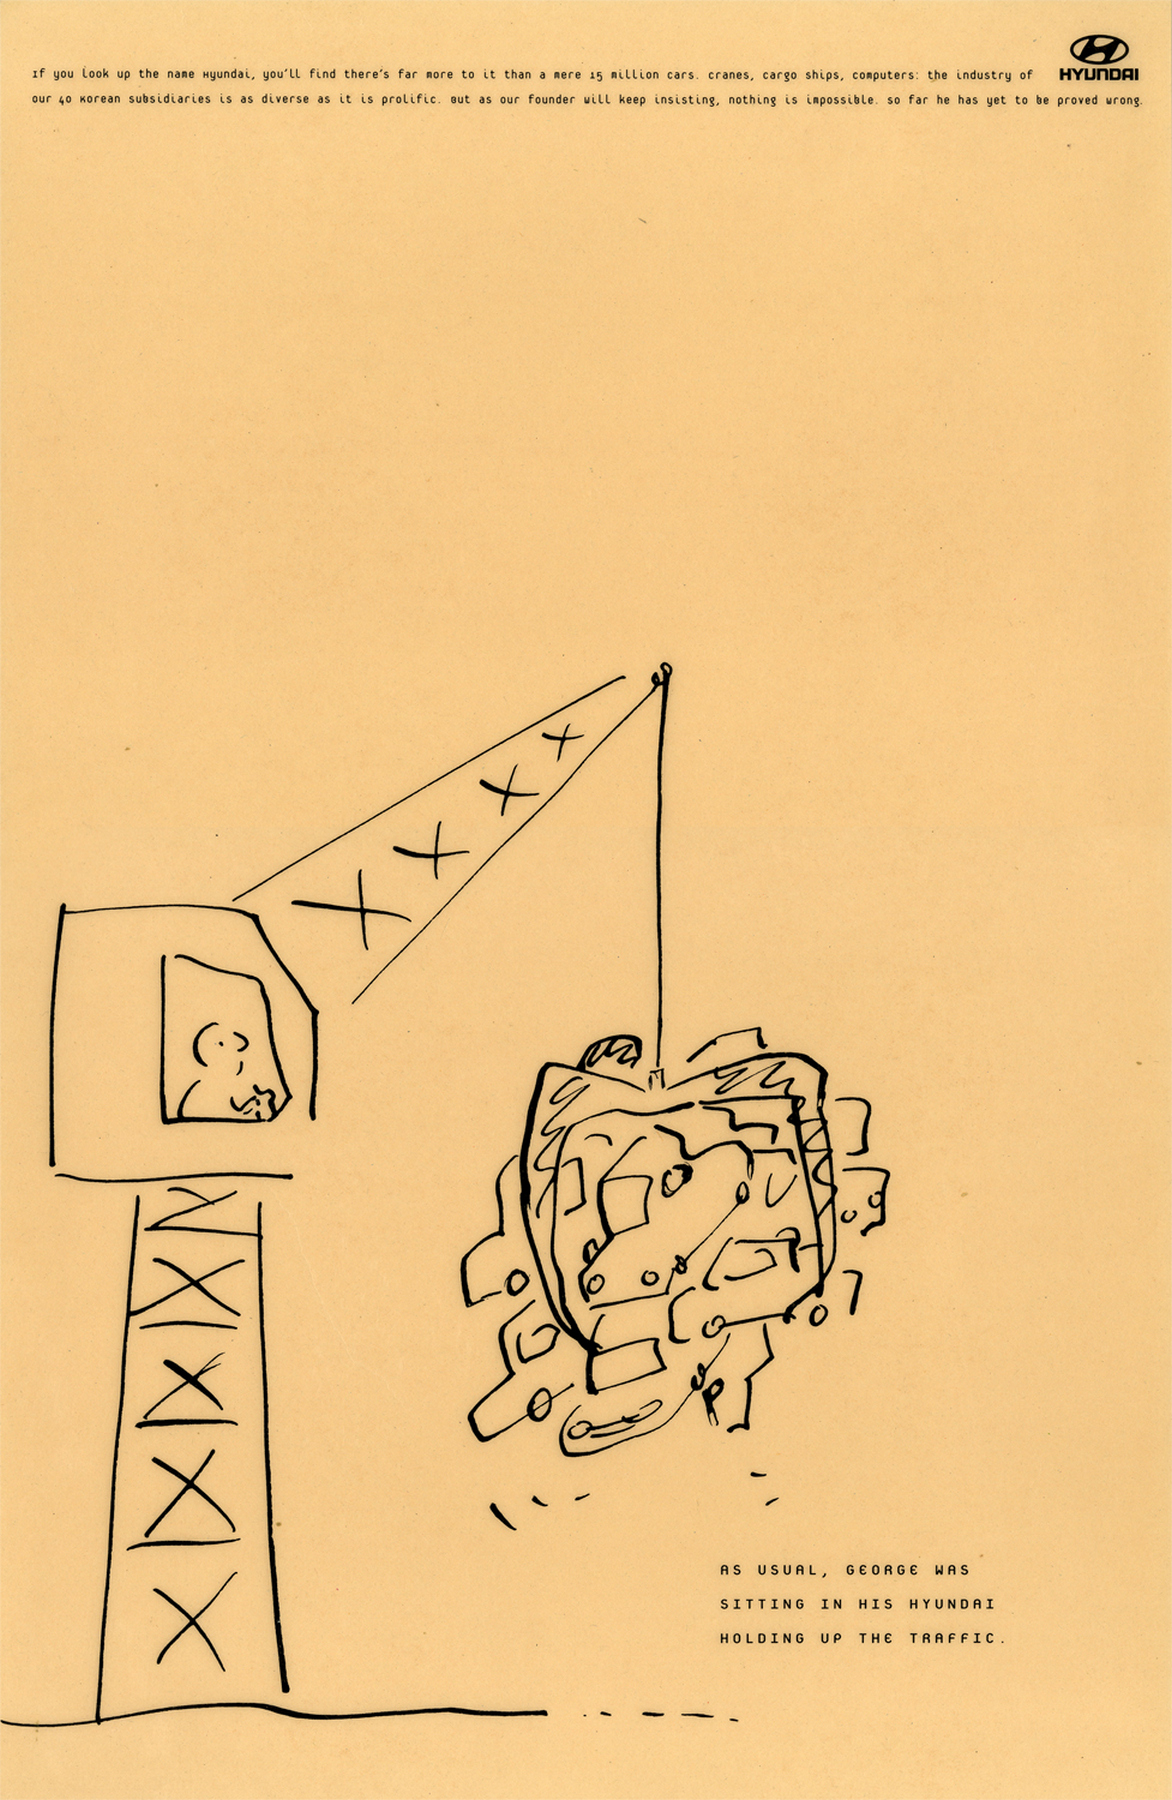 If you look up the name Hyundai, you'll find there's far more to it than a mere 15 million cars. cranes, cargo ships, computers: the industry of
our 40 Korean subsidiaries is as diverse as it is prolific. But as our founder will keep insisting, nothing is impossible. so far he has yet to be proved wrong.
HYUNDAI
AS USUAL, GEORGE WAS
SITTING IN HIS HYUNDAI
HOLDING UP THE TRAFFIC.